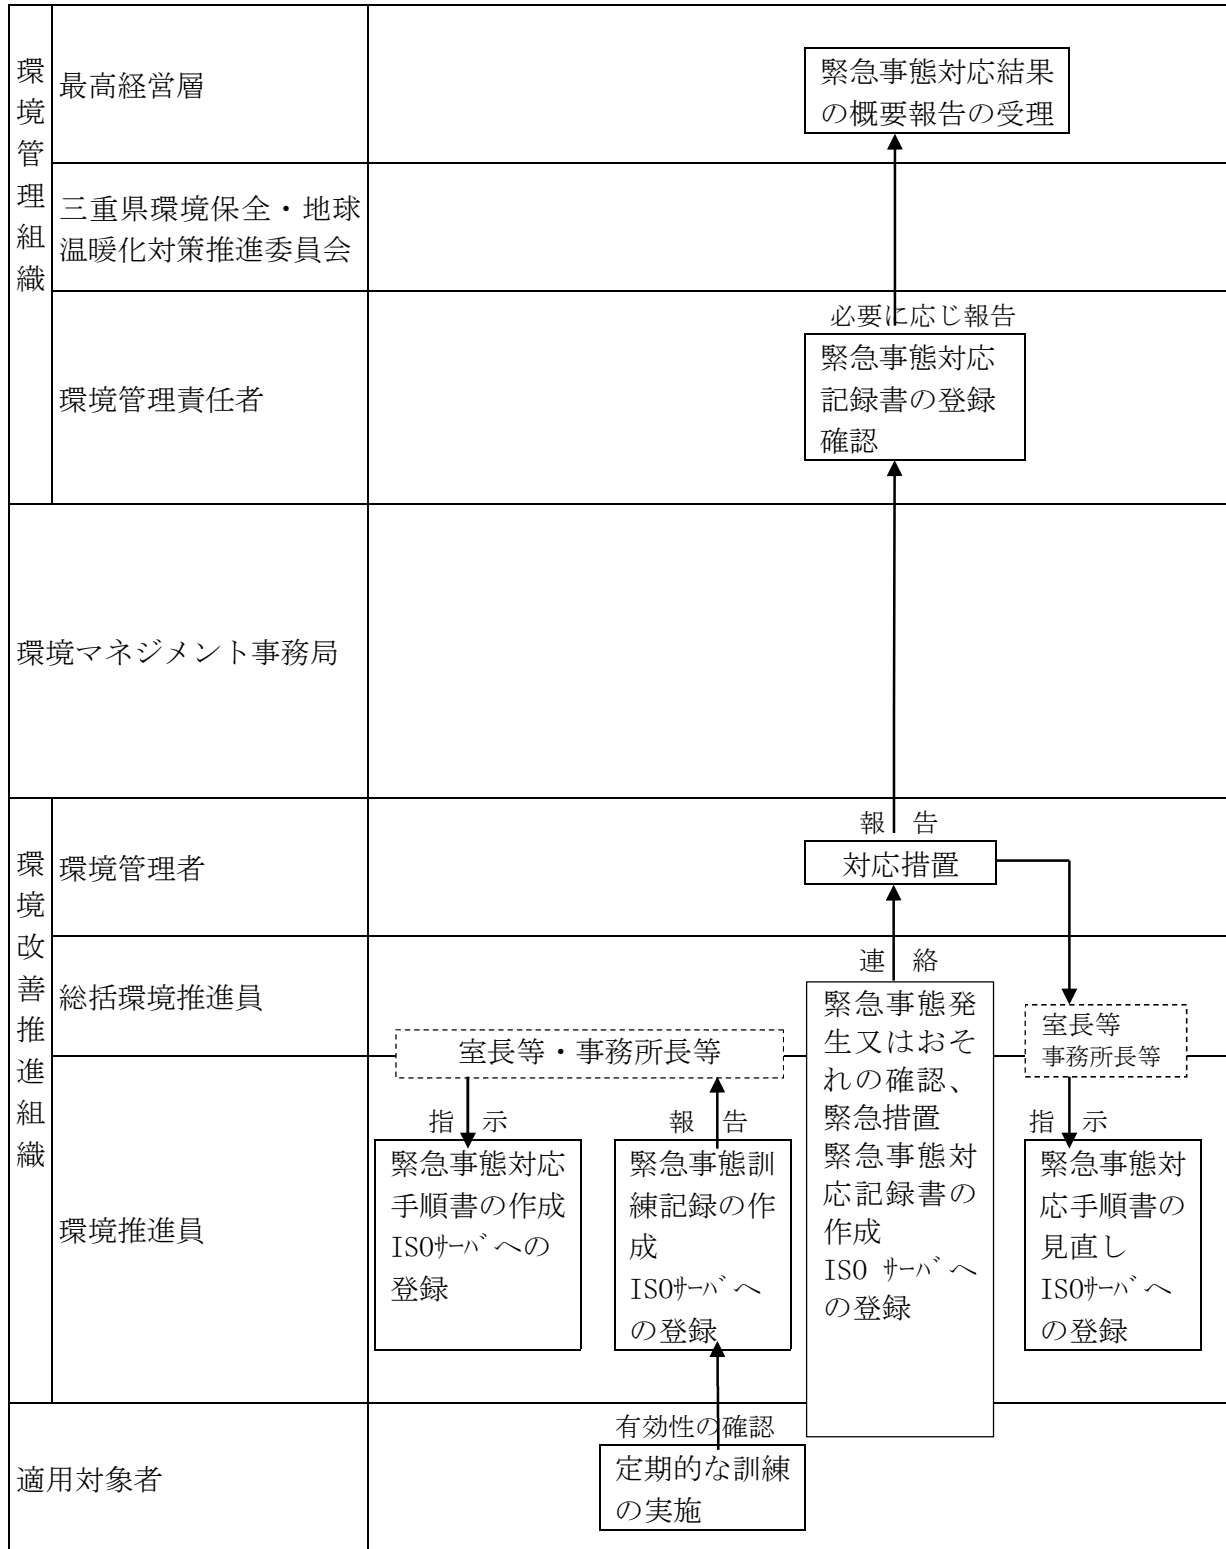 環境管理組織
最高経営層
緊急事態対応結果
の概要報告の受理
三重県環境保全・地球
温暖化対策推進委員会
必要に応じ報告
環境管理責任者
緊急事態対応
記録書の登録
確認
環境マネジメント事務局
環境改善推進組織
環境管理者
報　告
対応措置
総括環境推進員
連　絡
室長等・事務所長等
緊急事態発
生又はおそ
れの確認、
緊急措置
緊急事態対
応記録書の
作成
ISO ｻｰﾊﾞへ
の登録
室長等
事務所長等
環境推進員
指　示
緊急事態対応
手順書の作成
ISOｻｰﾊﾞへの
登録
報　告
緊急事態訓
練記録の作
成
ISOｻｰﾊﾞへ
の登録
指　示
緊急事態対
応手順書の
見直し
ISOｻｰﾊﾞへ
の登録
適用対象者
有効性の確認
定期的な訓練
の実施